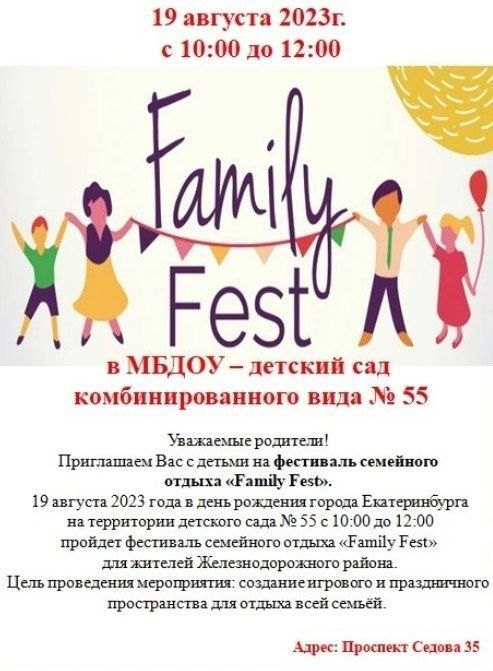 19 августа 2023г.
с 10:00 до 12:00
Family
Fest
в МБДОУ – детский сад
комбинированного вида № 55
Уважаемые родители!
Приглашаем Вас с детьми на фестиваль семейного
отдыха «Family Fest».
19 августа 2023 года в день рождения города Екатеринбурга
на территории детского сада № 55 с 10:00 до 12:00
пройдет фестиваль семейного отдыха «Family Fest»
для жителей Железнодорожного района.
Цель проведения мероприятия: создание игрового и праздничного
пространства для отдыха всей семьёй.
Адрес: Проспект Седова 35